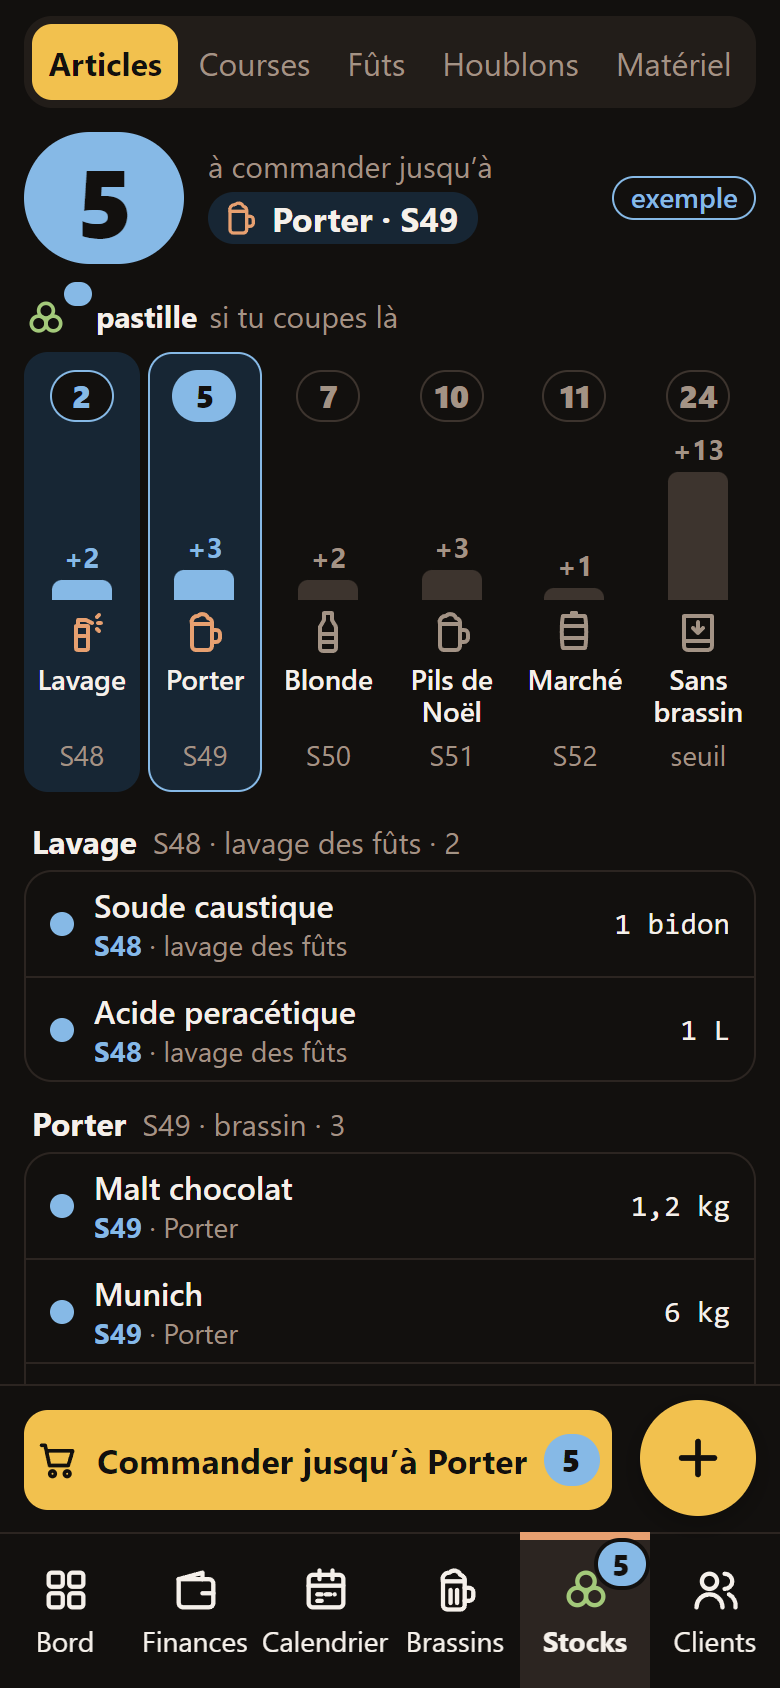 Articles Courses Fûts Houblons Matériel
5
à commander jusqu’à
Porter · S49
exemple
pastille si tu coupes là
2 5 7 10 11 24
+2 +3 +2 +3 +1 +13
Lavage Porter Blonde Pils de Noël Marché Sans brassin
S48 S49 S50 S51 S52 seuil
Lavage S48 · lavage des fûts · 2
Soude caustique
S48 · lavage des fûts
1 bidon
Acide peracétique
S48 · lavage des fûts
1 L
Porter S49 · brassin · 3
Malt chocolat
S49 · Porter
1,2 kg
Munich
S49 · Porter
6 kg
Commander jusqu’à Porter 5
+
5
Bord Finances Calendrier Brassins Stocks Clients